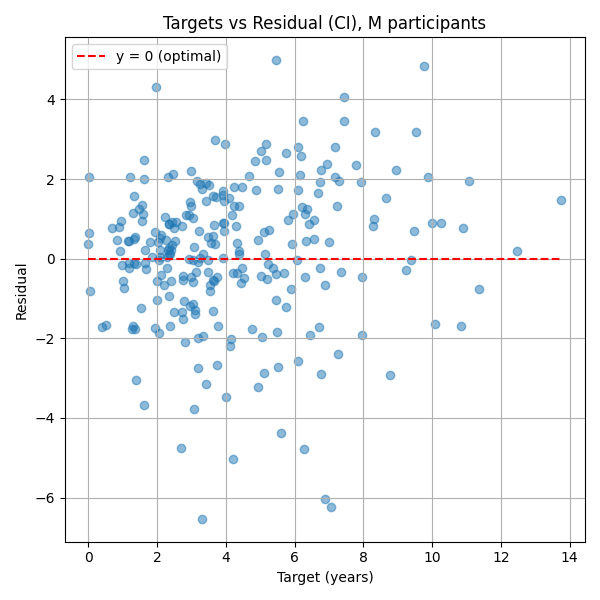 Targets vs Residual (CI), M participants
y = 0 (optimal)
4
2
0
−2
−4
−6
Residual
0 2 4 6 8 10 12 14
Target (years)